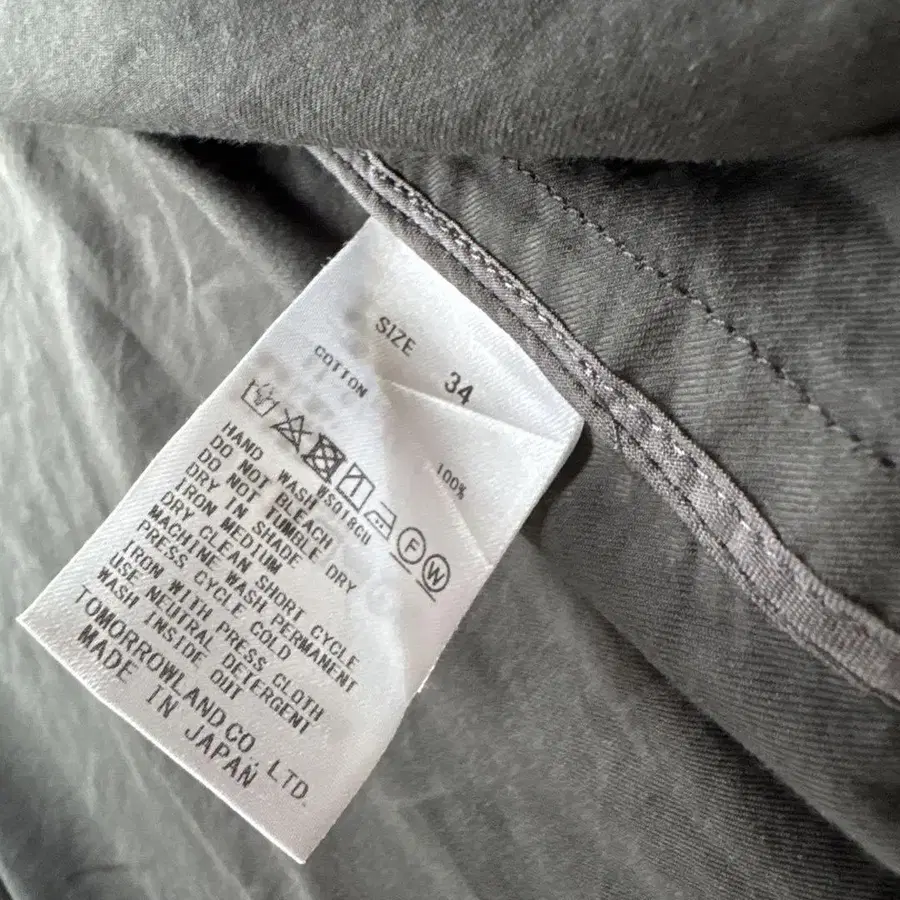 SIZE 34
COTTON 100%
F W
WS018GU
HAND WASH
DO NOT BLEACH
DO NOT TUMBLE DRY
DRY IN SHADE
IRON MEDIUM
DRY CLEAN SHORT CYCLE
MACHINE WASH PERMANENT
PRESS CYCLE COLD
IRON WITH PRESS CLOTH
USE NEUTRAL DETERGENT
WASH INSIDE OUT
TOMORROWLAND CO., LTD.
MADE IN JAPAN